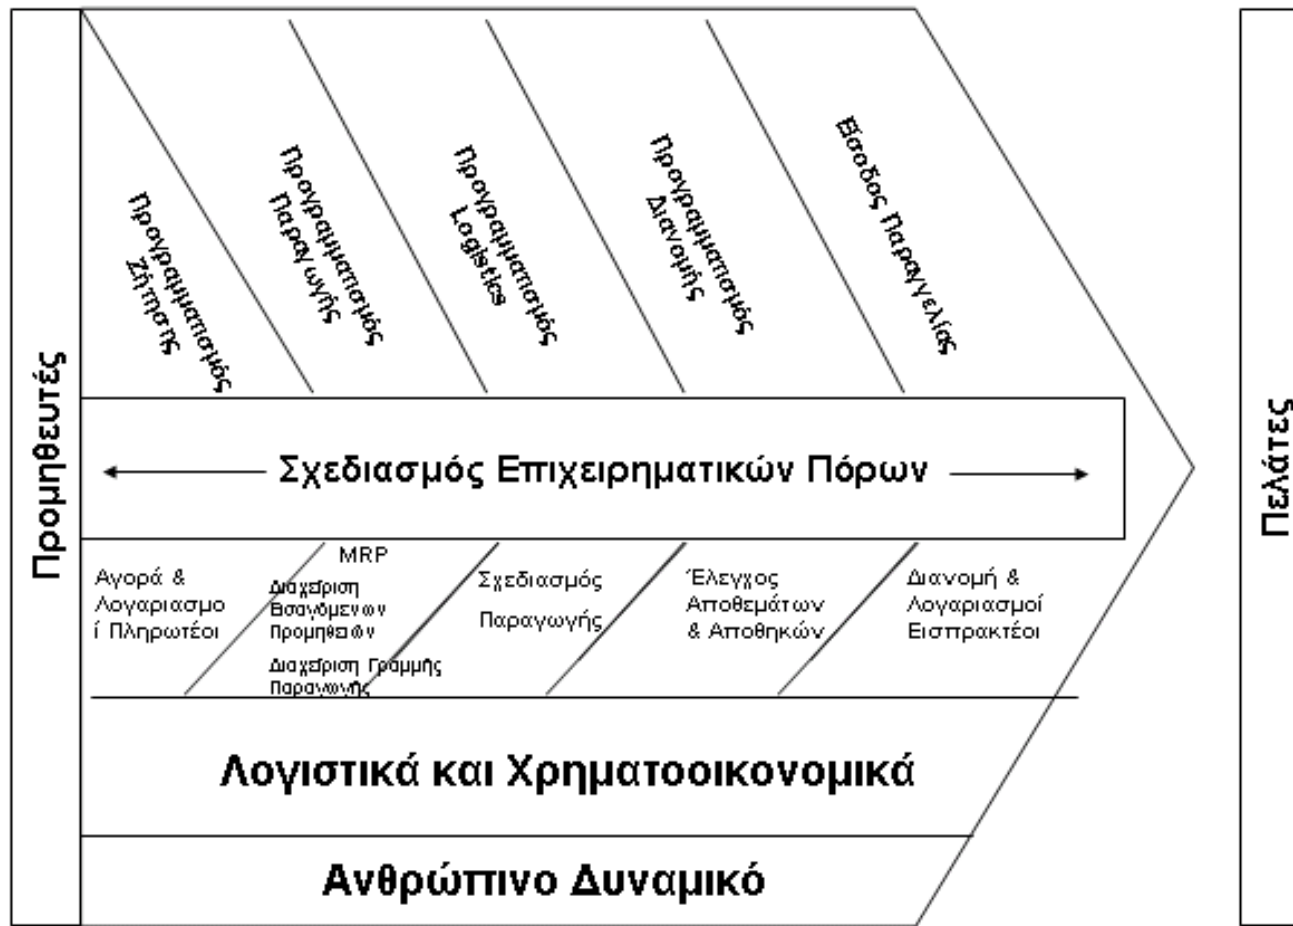 Προμηθευτές
Προγραμματισμός
Ζήτησης
Προγραμματισμός
Παραγωγής
Προγραμματισμός
Logistics
Προγραμματισμός
Διανομής
Είσοδος Παραγγελίας
Σχεδιασμός Επιχειρηματικών Πόρων
Αγορά &
Λογαριασμο
ί Πληρωτέοι
MRP
Διαχείριση
Εισαγόμενων
Προμηθειών
Διαχείριση Γραμμής
Παραγωγής
Σχεδιασμός
Παραγωγής
Έλεγχος
Αποθεμάτων
& Αποθηκών
Διανομή &
Λογαριασμοί
Εισπρακτέοι
Λογιστικά και Χρηματοοικονομικά
Ανθρώπινο Δυναμικό
Πελάτες